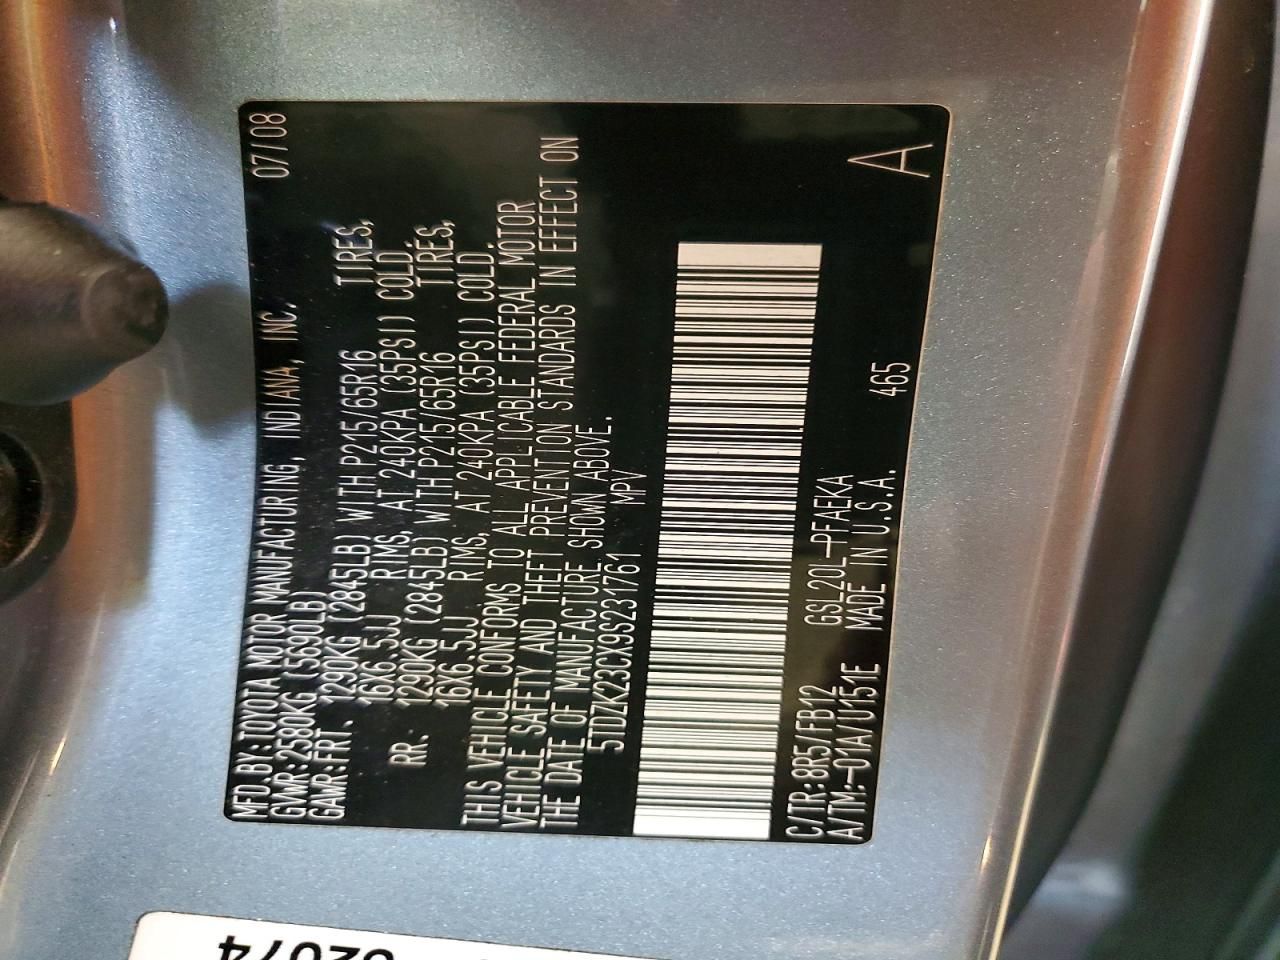 MFD.BY:TOYOTA MOTOR MANUFACTURING, INDIANA, INC. 07/08
GVWR:2580KG (5690LB)
GAWR:FRT. 1290KG (2845LB) WITH P215/65R16 TIRES,
16X6.5JJ RIMS, AT 240KPA (35PSI) COLD.
RR. 1290KG (2845LB) WITH P215/65R16 TIRES,
16X6.5JJ RIMS, AT 240KPA (35PSI) COLD.
THIS VEHICLE CONFORMS TO ALL APPLICABLE FEDERAL MOTOR
VEHICLE SAFETY AND THEFT PREVENTION STANDARDS IN EFFECT ON
THE DATE OF MANUFACTURE SHOWN ABOVE.
5TDZK23CX9S231761 MPV
C/TR:8R5/FB12 GSL20L-PFAEKA A
A/TM:-01A/U151E MADE IN U.S.A. 465